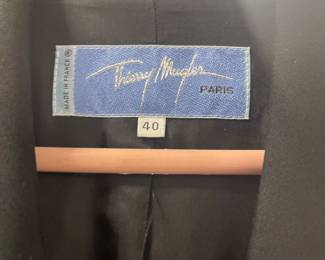 MADE IN FRANCE
Thierry Mugler
PARIS
40